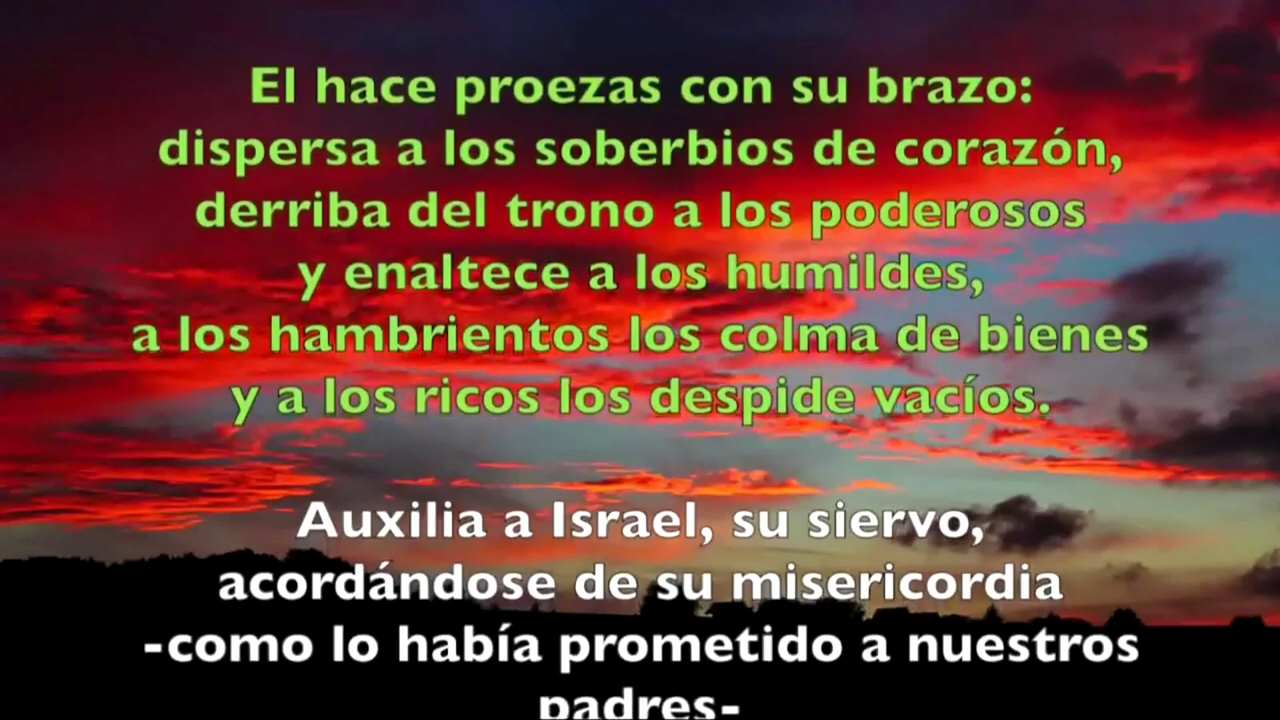 El hace proezas con su brazo:
dispersa a los soberbios de corazón,
derriba del trono a los poderosos
y enaltece a los humildes,
a los hambrientos los colma de bienes
y a los ricos los despide vacíos.
Auxilia a Israel, su siervo,
acordándose de su misericordia
-como lo había prometido a nuestros
padres-